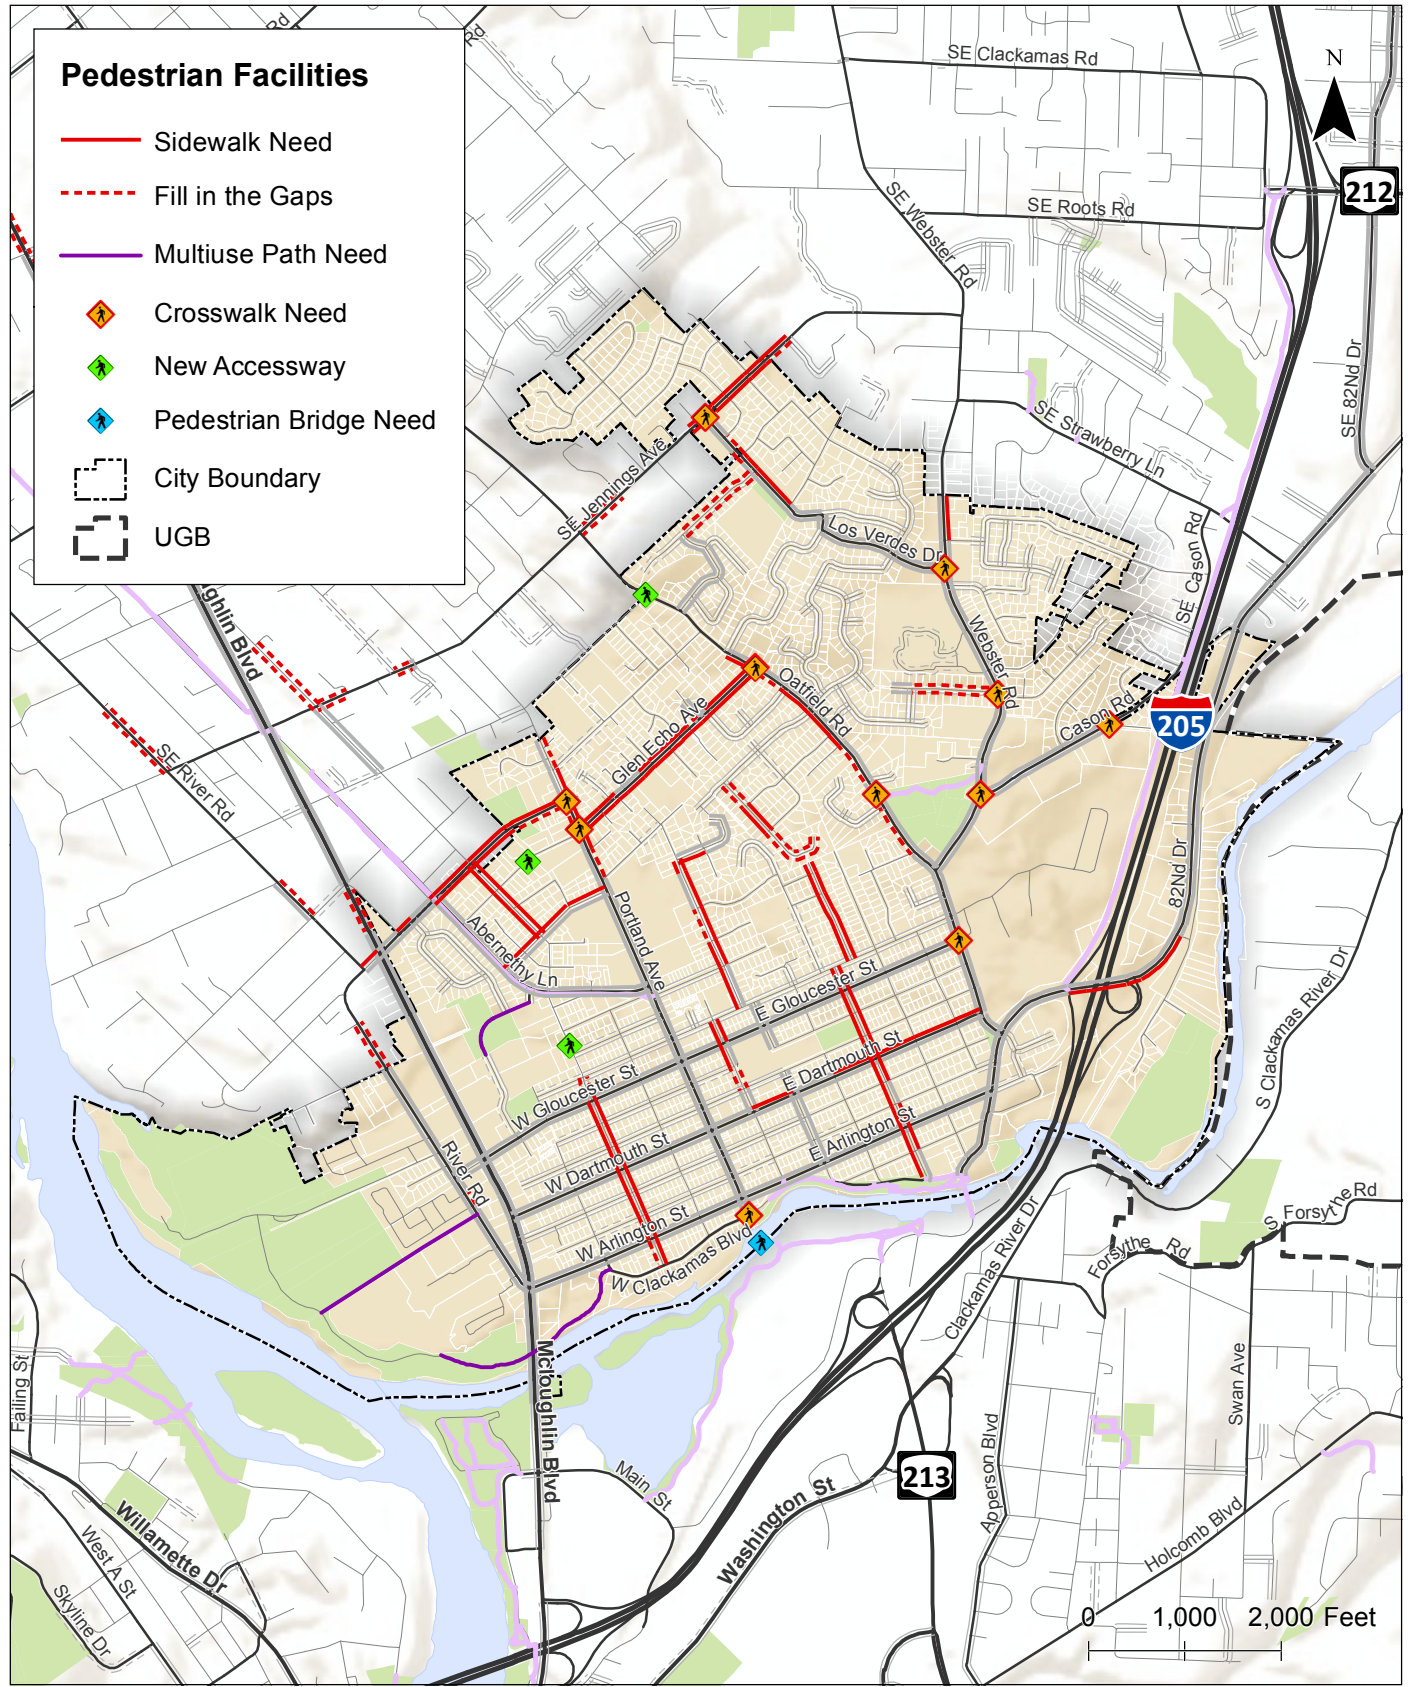 Rd
Rd
Pedestrian Facilities
Sidewalk Need
Fill in the Gaps
Multiuse Path Need
Crosswalk Need
New Accessway
Pedestrian Bridge Need
City Boundary
UGB
N
SE Clackamas Rd
212
SE Webster Rd
SE Roots Rd
SE 82Nd Dr
SE Strawberry Ln
SE Jennings Ave
Los Verdes Dr
SE Cason Rd
ghlin Blvd
Webster Rd
Oatfield Rd
Glen Echo Ave
Cason Rd
205
SE River Rd
82Nd Dr
Portland Ave
Abernethy Ln
E Gloucester St
S Clackamas River Dr
E Dartmouth St
W Gloucester St
E Arlington St
River Rd
W Dartmouth St
W Arlington St
W Clackamas Blvd
S Forsythe Rd
Forsythe Rd
Clackamas River Dr
Mcloughlin Blvd
Failing St
Swan Ave
Apperson Blvd
213
Main St
Washington St
Willamette Dr
West A St
Skyline Dr
Holcomb Blvd
0 1,000 2,000 Feet